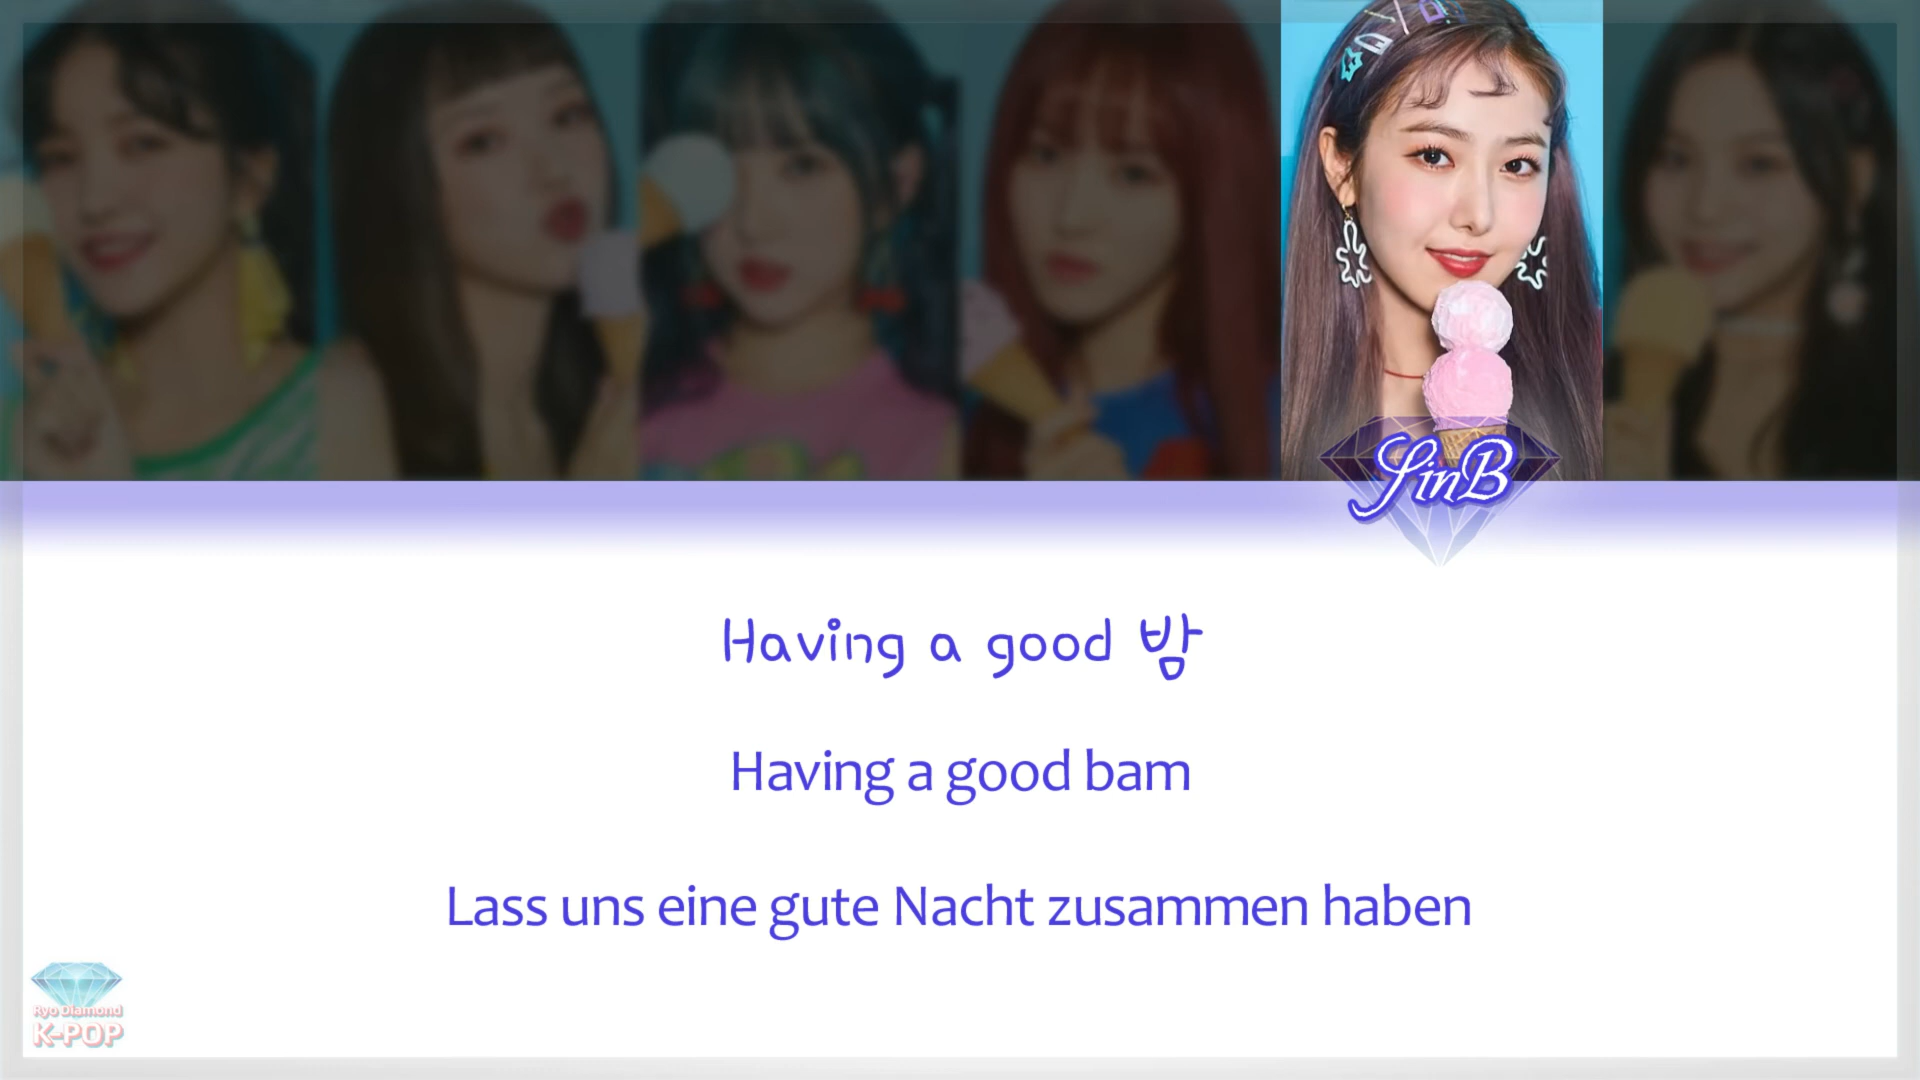 SinB
Having a good 밤
Having a good bam
Lass uns eine gute Nacht zusammen haben
Ryo Diamond
K-POP